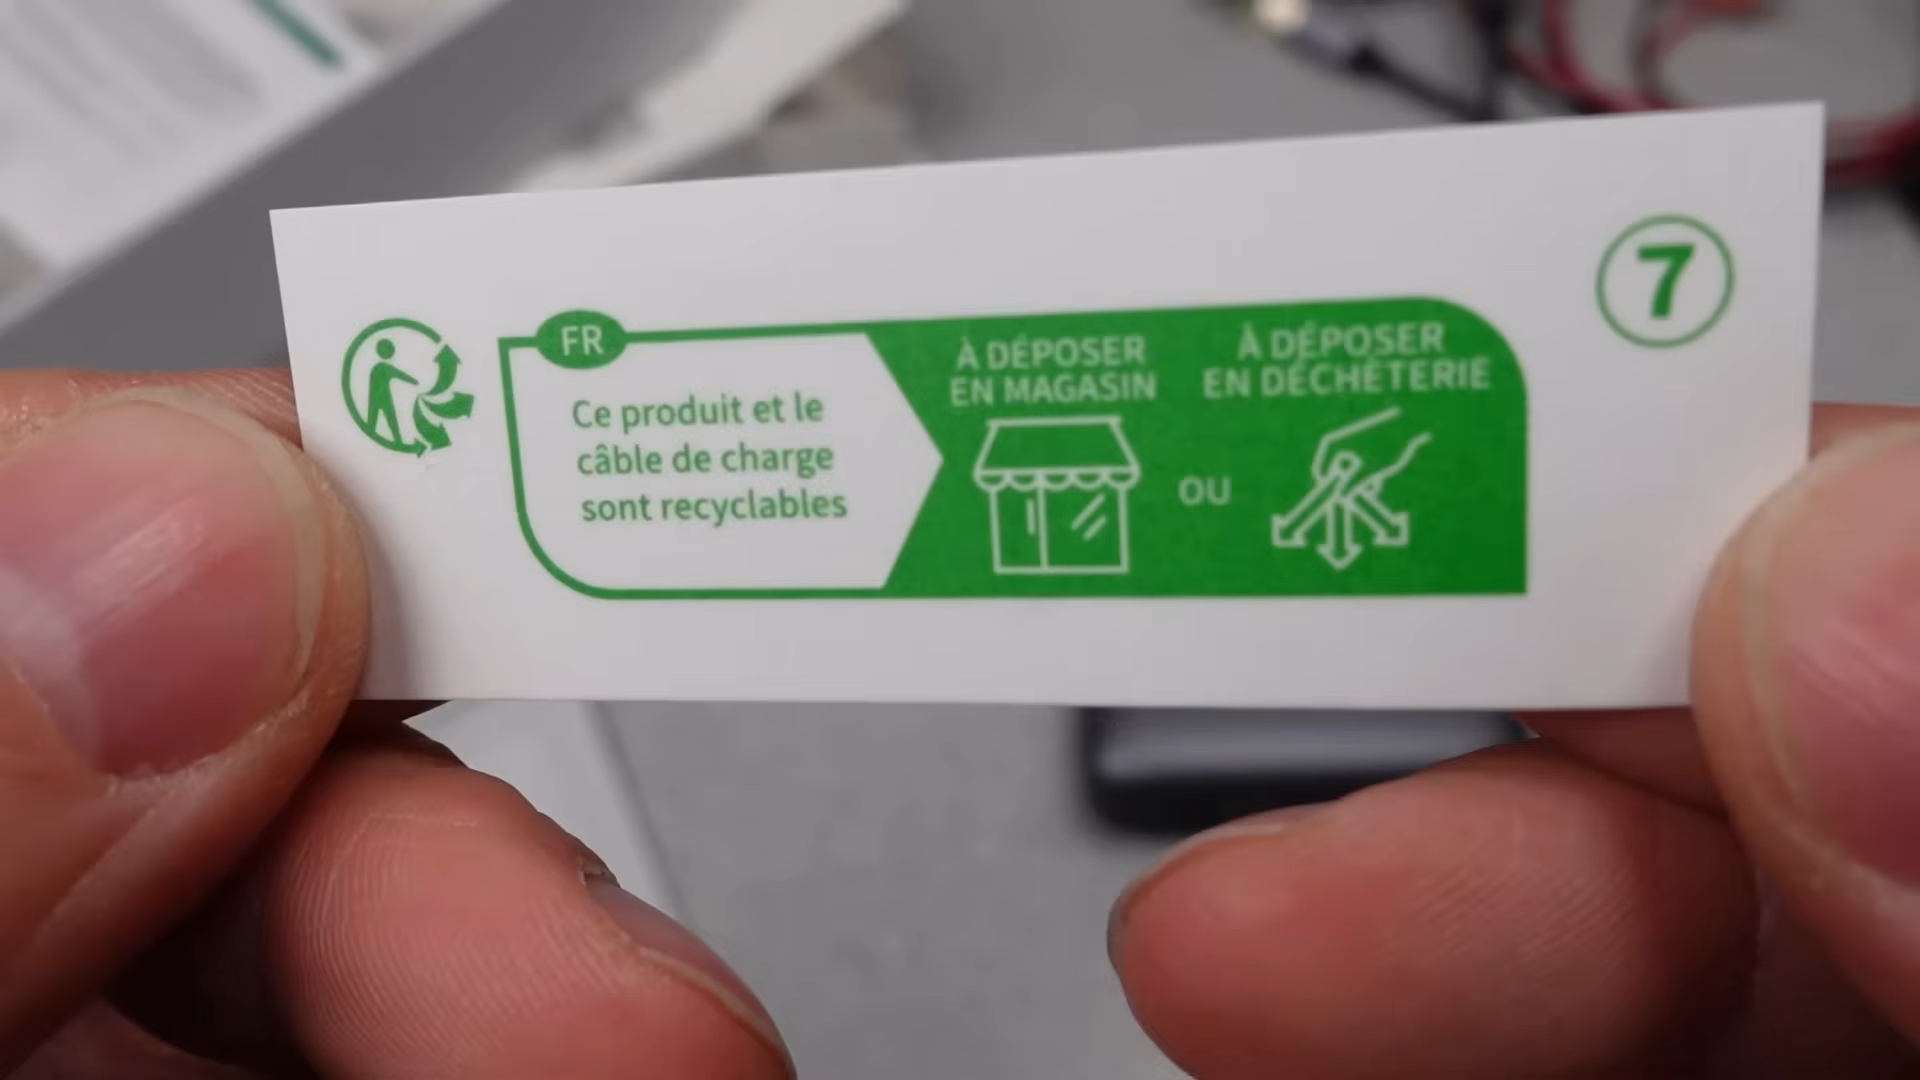 7
FR
Ce produit et le
câble de charge
sont recyclables
À DÉPOSER
EN MAGASIN
OU
À DÉPOSER
EN DÉCHÈTERIE